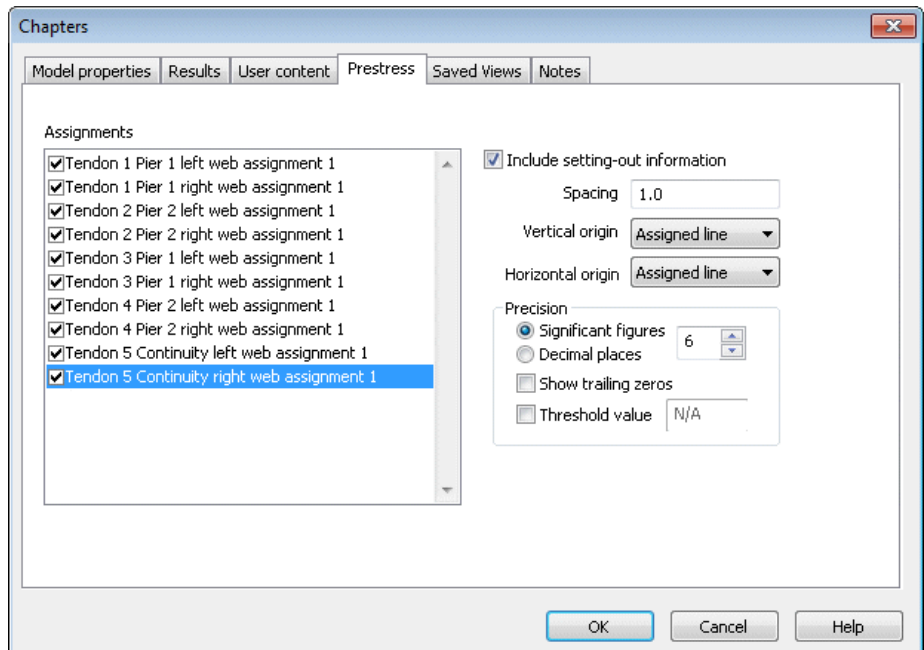 Chapters
Model properties Results User content Prestress Saved Views Notes
Assignments
Tendon 1 Pier 1 left web assignment 1
Tendon 1 Pier 1 right web assignment 1
Tendon 2 Pier 2 left web assignment 1
Tendon 2 Pier 2 right web assignment 1
Tendon 3 Pier 1 left web assignment 1
Tendon 3 Pier 1 right web assignment 1
Tendon 4 Pier 2 left web assignment 1
Tendon 4 Pier 2 right web assignment 1
Tendon 5 Continuity left web assignment 1
Tendon 5 Continuity right web assignment 1
Include setting-out information
Spacing 1.0
Vertical origin Assigned line
Horizontal origin Assigned line
Precision
Significant figures 6
Decimal places
Show trailing zeros
Threshold value N/A
OK Cancel Help